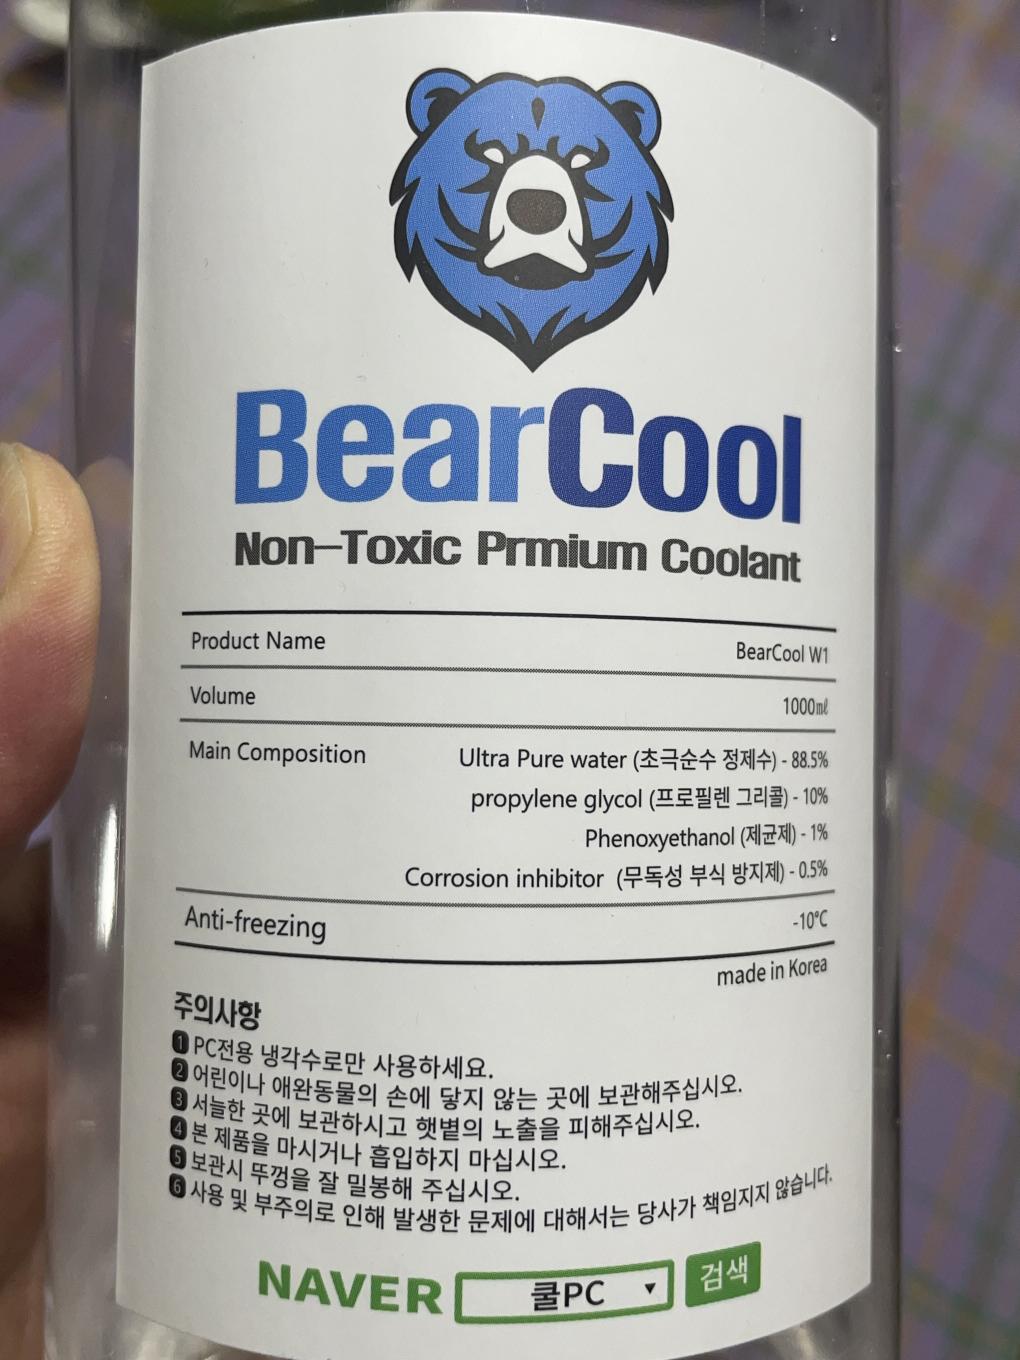 BearCool
Non-Toxic Prmium Coolant
Product Name BearCool W1
Volume 1000㎖
Main Composition Ultra Pure water (초극순수 정제수) - 88.5%
propylene glycol (프로필렌 그리콜) - 10%
Phenoxyethanol (제균제) - 1%
Corrosion inhibitor (무독성 부식 방지제) - 0.5%
Anti-freezing -10℃
made in Korea
주의사항
1 PC전용 냉각수로만 사용하세요.
2 어린이나 애완동물의 손에 닿지 않는 곳에 보관해주십시오.
3 서늘한 곳에 보관하시고 햇볕의 노출을 피해주십시오.
4 본 제품을 마시거나 흡입하지 마십시오.
5 보관시 뚜껑을 잘 밀봉해 주십시오.
6 사용 및 부주의로 인해 발생한 문제에 대해서는 당사가 책임지지 않습니다.
NAVER 쿨PC 검색